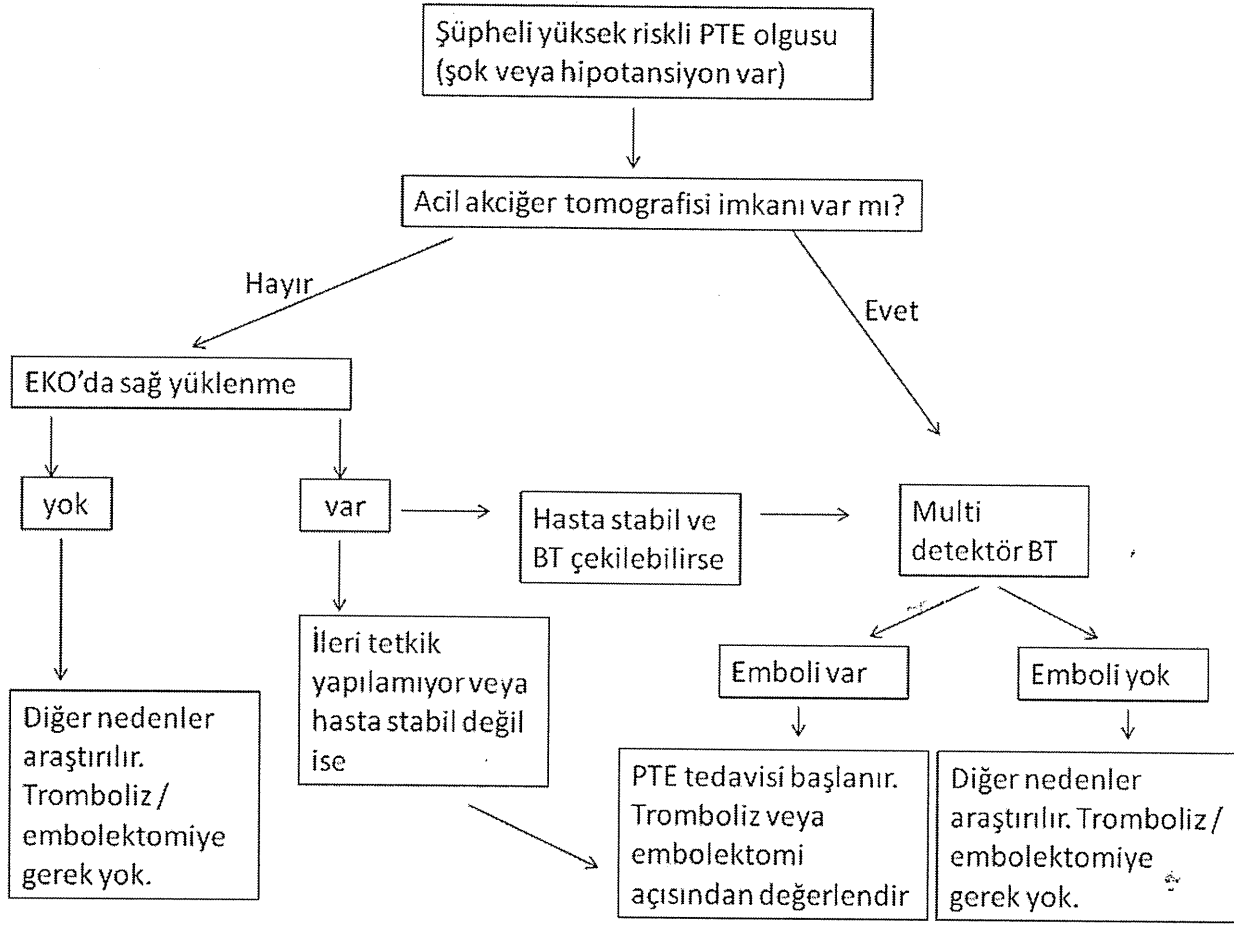 Şüpheli yüksek riskli PTE olgusu
(şok veya hipotansiyon var)
Acil akciğer tomografisi imkanı var mı?
Hayır
Evet
EKO'da sağ yüklenme
yok
var
Hasta stabil ve
BT çekilebilirse
Multi
detektör BT
İleri tetkik
yapılamıyor veya
hasta stabil değil
ise
Emboli var
Emboli yok
Diğer nedenler
araştırılır.
Tromboliz /
embolektomiye
gerek yok.
PTE tedavisi başlanır.
Tromboliz veya
embolektomi
açısından değerlendir
Diğer nedenler
araştırılır. Tromboliz /
embolektomiye
gerek yok.